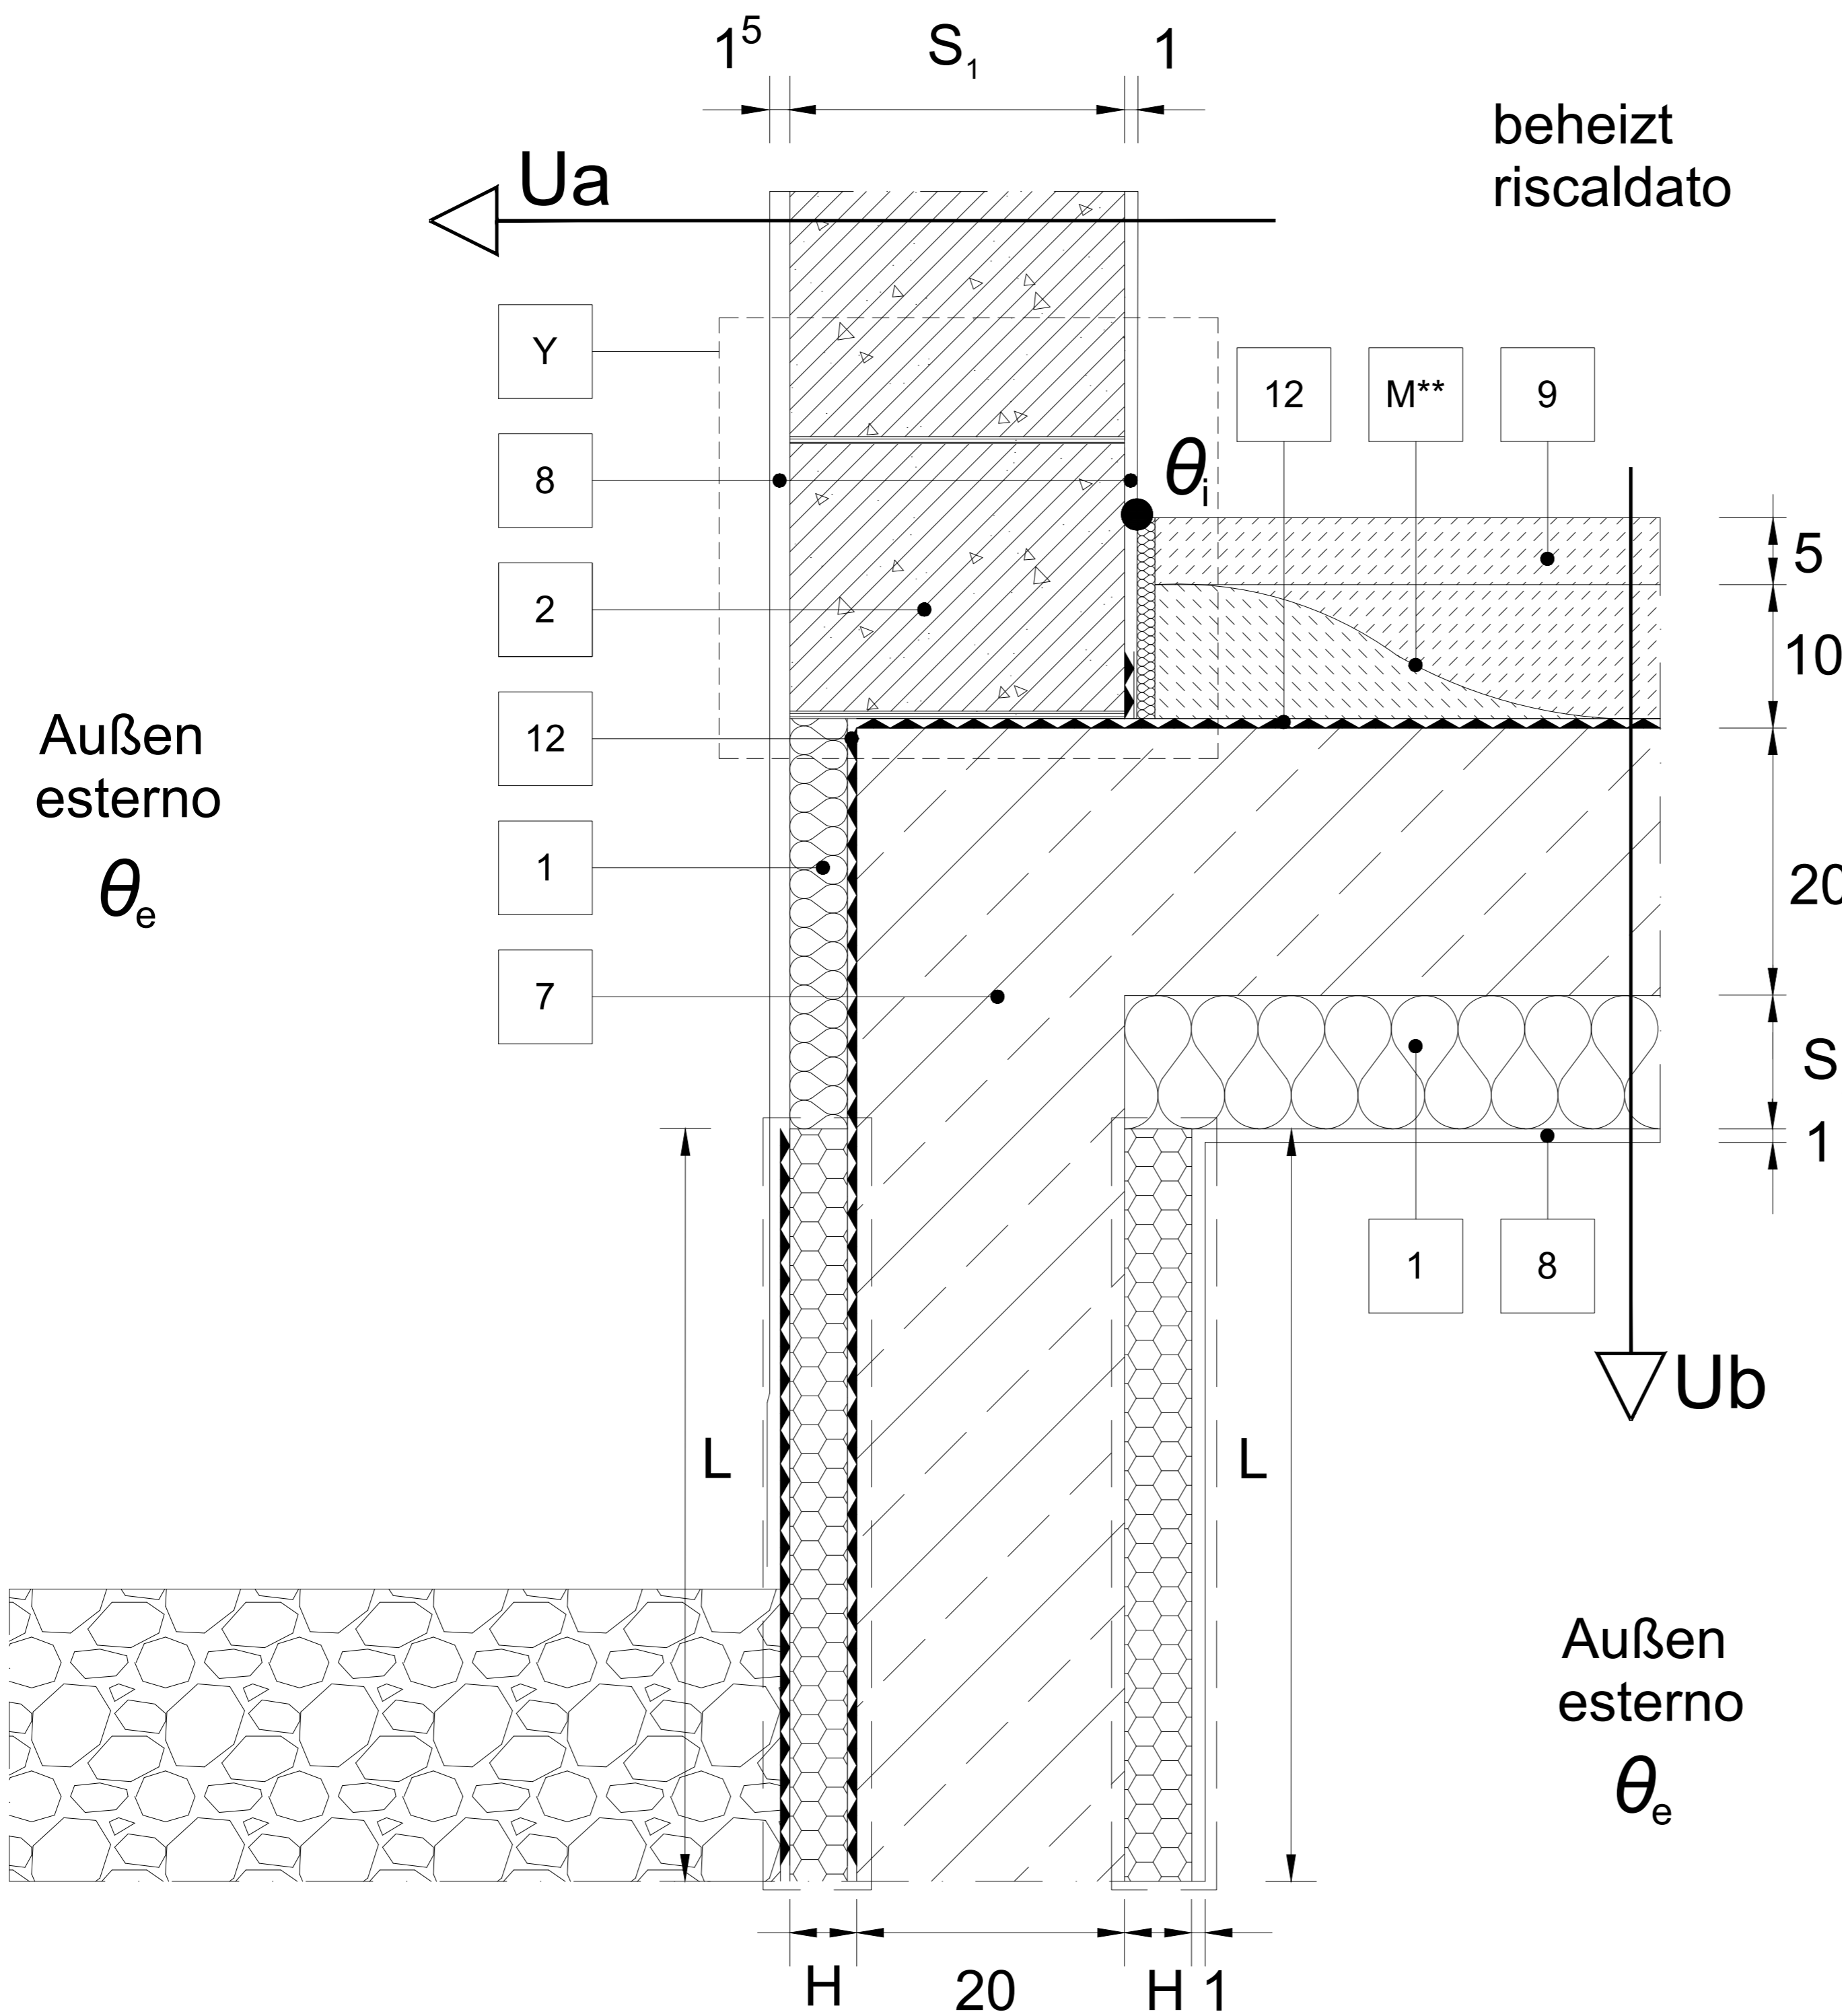 1⁵
S₁
1
beheizt
riscaldato
Ua
Y
8
2
12
1
7
12
M**
9
θi
5
10
20
S
1
Außen
esterno
θe
1
8
Ub
L
L
Außen
esterno
θe
H
20
H
1